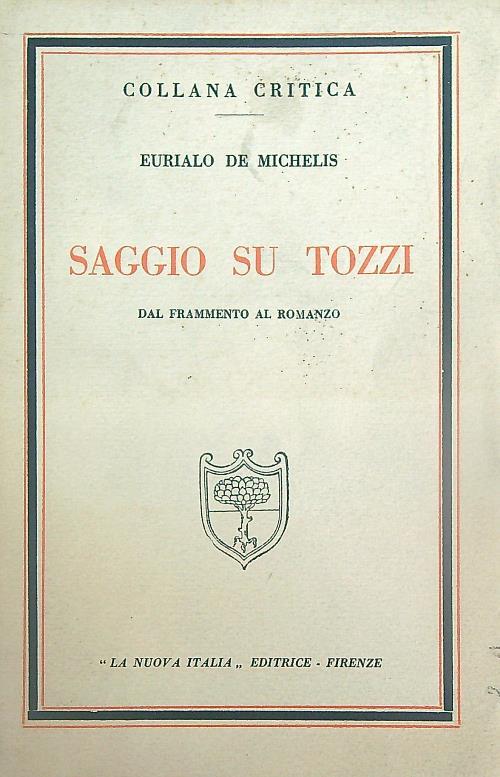 COLLANA CRITICA
EURIALO DE MICHELIS
SAGGIO SU TOZZI
DAL FRAMMENTO AL ROMANZO
“ LA NUOVA ITALIA „ EDITRICE - FIRENZE